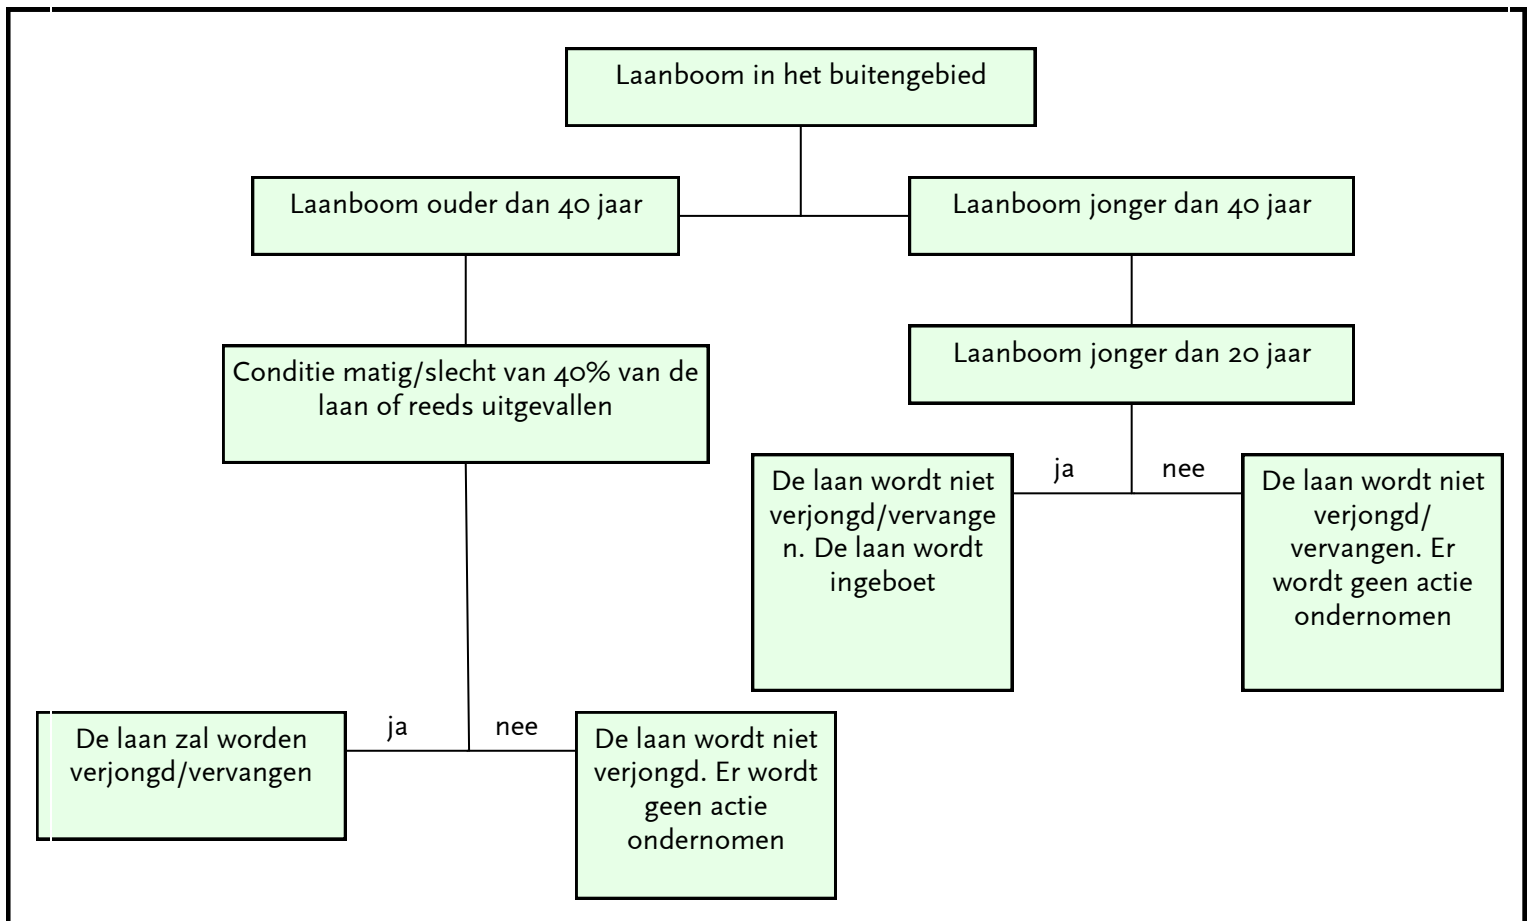 Laanboom in het buitengebied
Laanboom ouder dan 40 jaar
Laanboom jonger dan 40 jaar
Conditie matig/slecht van 40% van de
laan of reeds uitgevallen
Laanboom jonger dan 20 jaar
ja
nee
De laan wordt niet
verjongd/vervange
n. De laan wordt
ingeboet
De laan wordt niet
verjongd/
vervangen. Er
wordt geen actie
ondernomen
ja
nee
De laan zal worden
verjongd/vervangen
De laan wordt niet
verjongd. Er wordt
geen actie
ondernomen